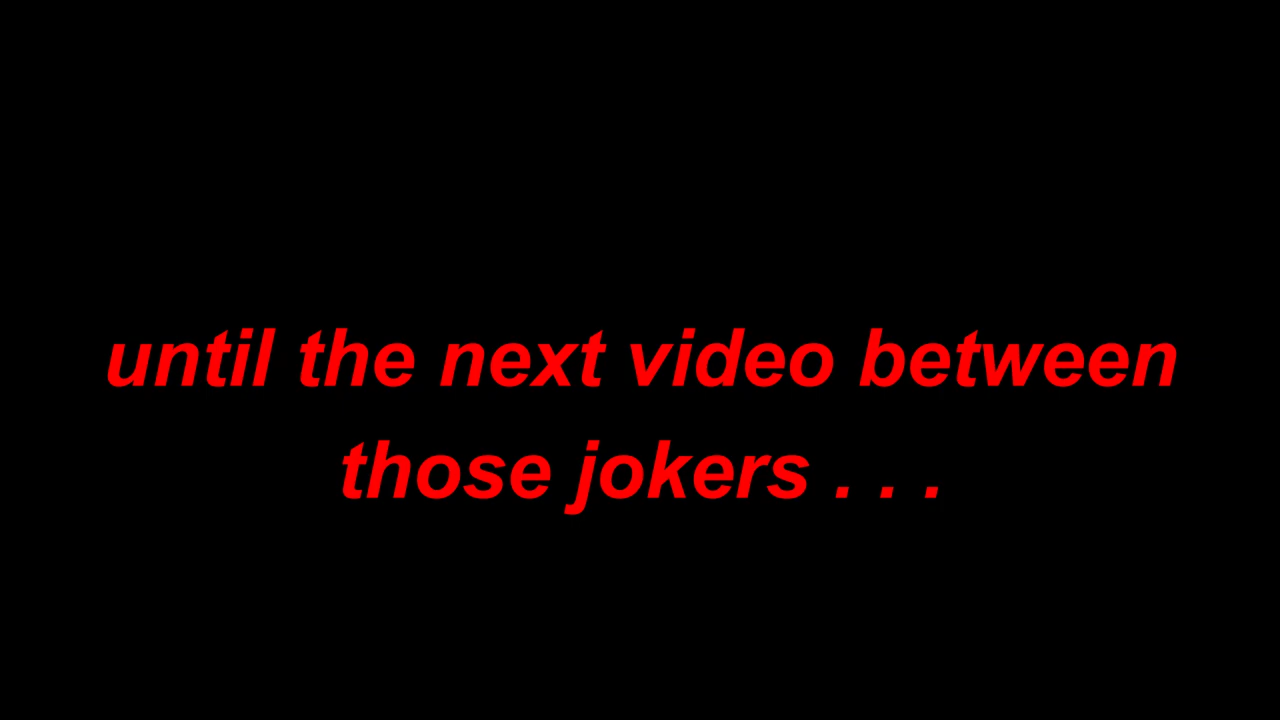 until the next video between
those jokers . . .